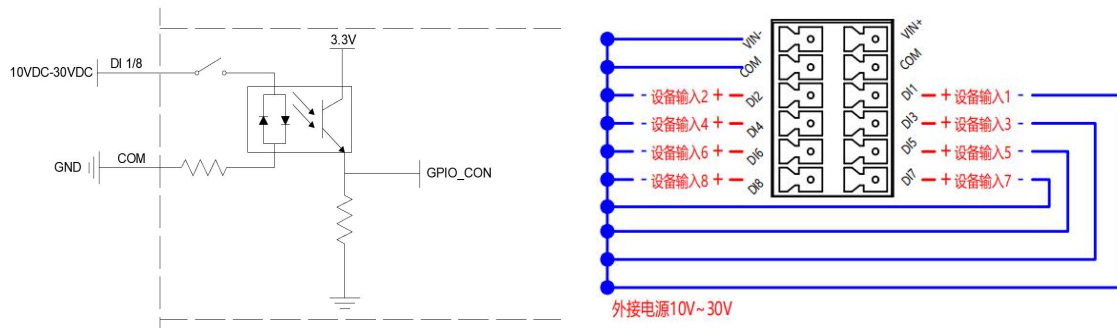 3.3V
10VDC-30VDC
DI 1/8
GND
COM
GPIO_CON
VIN-
VIN+
COM
COM
- 设备输入2 +
DI2
DI1
+ 设备输入1 -
- 设备输入4 +
DI4
DI3
+ 设备输入3 -
- 设备输入6 +
DI6
DI5
+ 设备输入5 -
- 设备输入8 +
DI8
DI7
+ 设备输入7 -
外接电源10V~30V